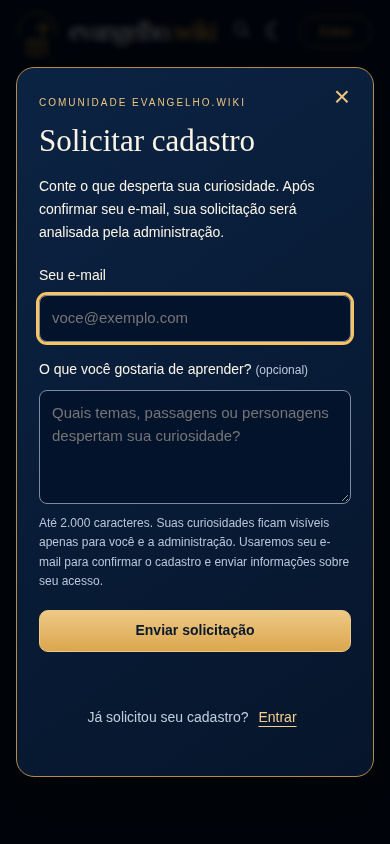 evangelho.wiki
COMUNIDADE EVANGELHO.WIKI
Solicitar cadastro
Conte o que desperta sua curiosidade. Após
confirmar seu e-mail, sua solicitação será
analisada pela administração.
Seu e-mail
voce@exemplo.com
O que você gostaria de aprender? (opcional)
Quais temas, passagens ou personagens
despertam sua curiosidade?
Até 2.000 caracteres. Suas curiosidades ficam visíveis
apenas para você e a administração. Usaremos seu e-
mail para confirmar o cadastro e enviar informações sobre
seu acesso.
Enviar solicitação
Já solicitou seu cadastro? Entrar